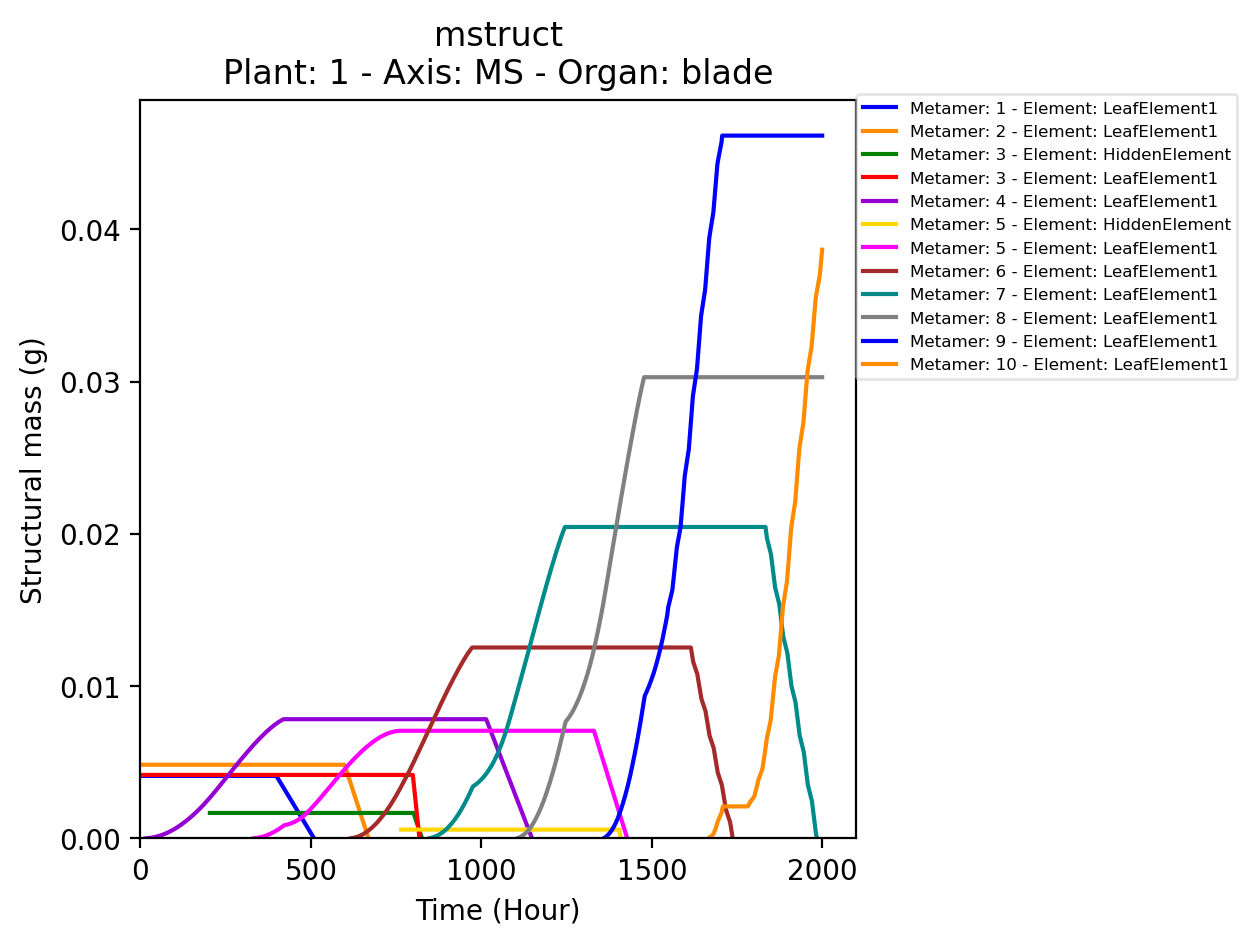 mstruct
Plant: 1 - Axis: MS - Organ: blade
Metamer: 1 - Element: LeafElement1
Metamer: 2 - Element: LeafElement1
Metamer: 3 - Element: HiddenElement
Metamer: 3 - Element: LeafElement1
Metamer: 4 - Element: LeafElement1
Metamer: 5 - Element: HiddenElement
Metamer: 5 - Element: LeafElement1
Metamer: 6 - Element: LeafElement1
Metamer: 7 - Element: LeafElement1
Metamer: 8 - Element: LeafElement1
Metamer: 9 - Element: LeafElement1
Metamer: 10 - Element: LeafElement1
Structural mass (g)
0.04
0.03
0.02
0.01
0.00
0 500 1000 1500 2000
Time (Hour)